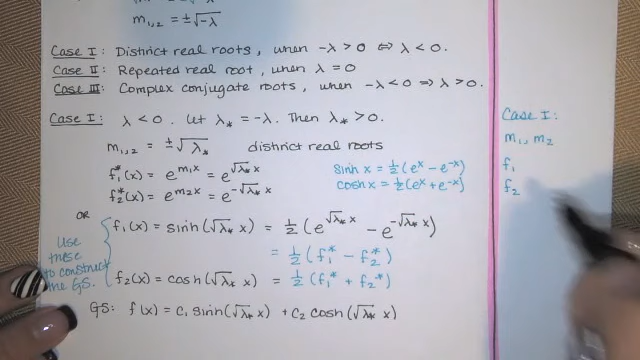 m₁,₂ = ±√-λ
Case I: Distinct real roots, when -λ > 0 ⇔ λ < 0.
Case II: Repeated real root, when λ = 0
Case III: Complex conjugate roots, when -λ < 0 ⇒ λ > 0.
Case I: λ < 0. Let λ* = -λ. Then λ* > 0.
m₁,₂ = ±√λ* distinct real roots
f₁*(x) = e^{m₁x} = e^{√λ* x}
f₂*(x) = e^{m₂x} = e^{-√λ* x}
sinh x = ½(eˣ - e⁻ˣ)
cosh x = ½(eˣ + e⁻ˣ)
OR
Use these to construct the GS.
f₁(x) = sinh(√λ* x) = ½(e^{√λ* x} - e^{-√λ* x})
= ½(f₁* - f₂*)
f₂(x) = cosh(√λ* x) = ½(f₁* + f₂*)
GS: f(x) = c₁ sinh(√λ* x) + c₂ cosh(√λ* x)
Case I:
m₁, m₂
f₁
f₂